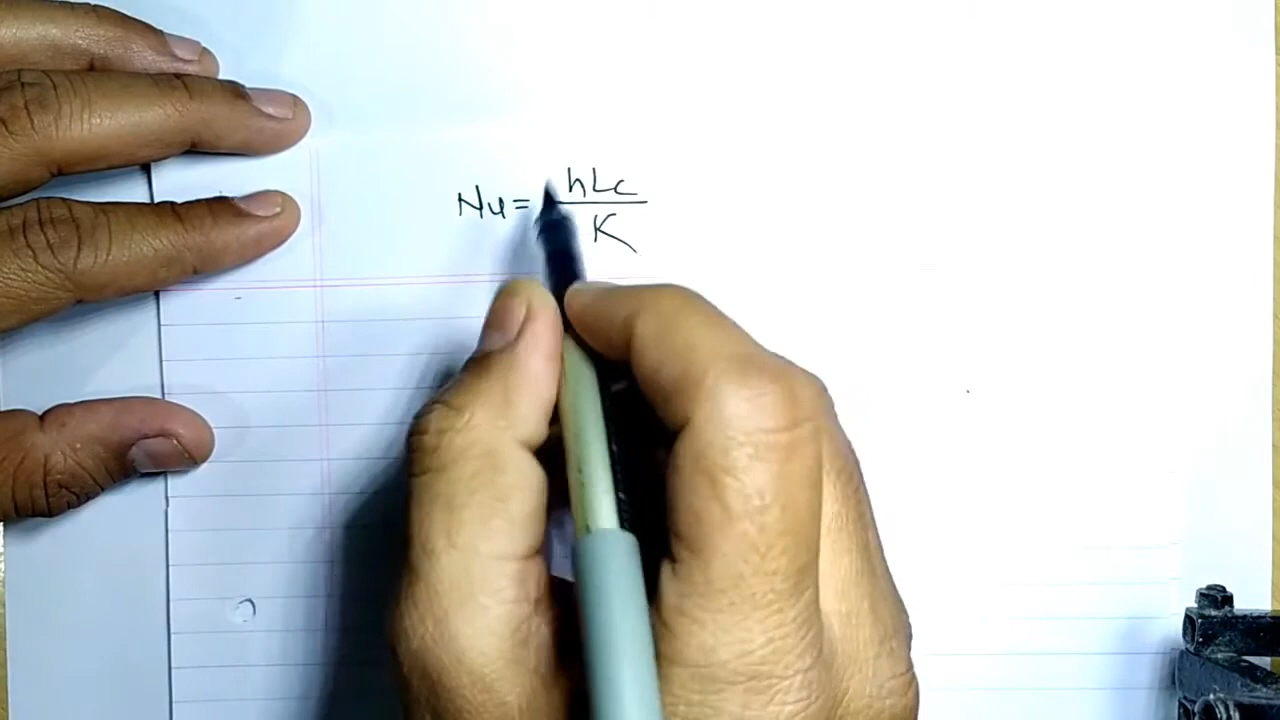 Nu = hLc / K